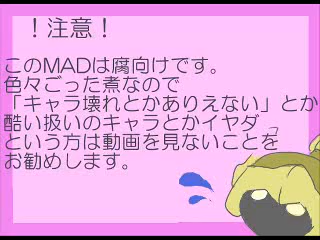 ！注意！
このMADは腐向けです。
色々ごった煮なので
「キャラ壊れとかありえない」とか
酷い扱いのキャラとかイヤダっ
という方は動画を見ないことを
お勧めします。